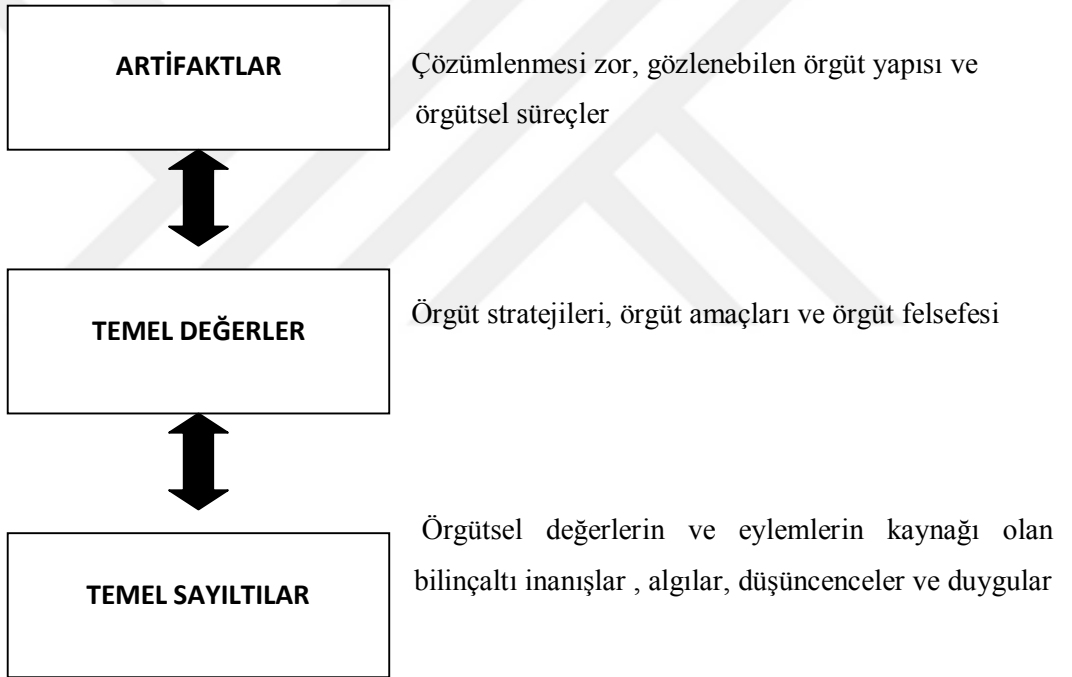 ARTİFAKTLAR
Çözümlenmesi zor, gözlenebilen örgüt yapısı ve
örgütsel süreçler
TEMEL DEĞERLER
Örgüt stratejileri, örgüt amaçları ve örgüt felsefesi
TEMEL SAYILTILAR
Örgütsel değerlerin ve eylemlerin kaynağı olan
bilinçaltı inanışlar , algılar, düşüncenceler ve duygular